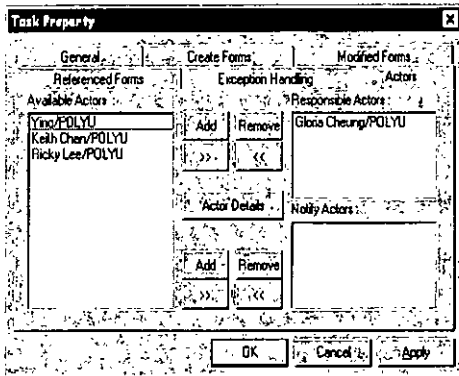 Task Property
General Create Forms Modified Forms
Referenced Forms Exception Handling Actors
Available Actors Responsible Actors
Ying/POLYU
Keith Chan/POLYU
Ricky Lee/POLYU
Add Remove
>> <<
Gloria Cheung/POLYU
Actor Details
Notify Actors
Add Remove
>> <<
OK Cancel Apply